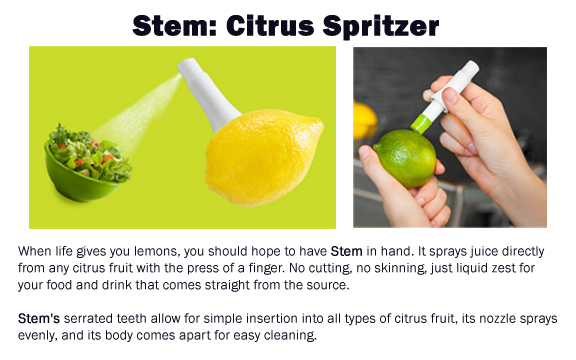 Stem: Citrus Spritzer
When life gives you lemons, you should hope to have Stem in hand. It sprays juice directly
from any citrus fruit with the press of a finger. No cutting, no skinning, just liquid zest for
your food and drink that comes straight from the source.
Stem's serrated teeth allow for simple insertion into all types of citrus fruit, its nozzle sprays
evenly, and its body comes apart for easy cleaning.